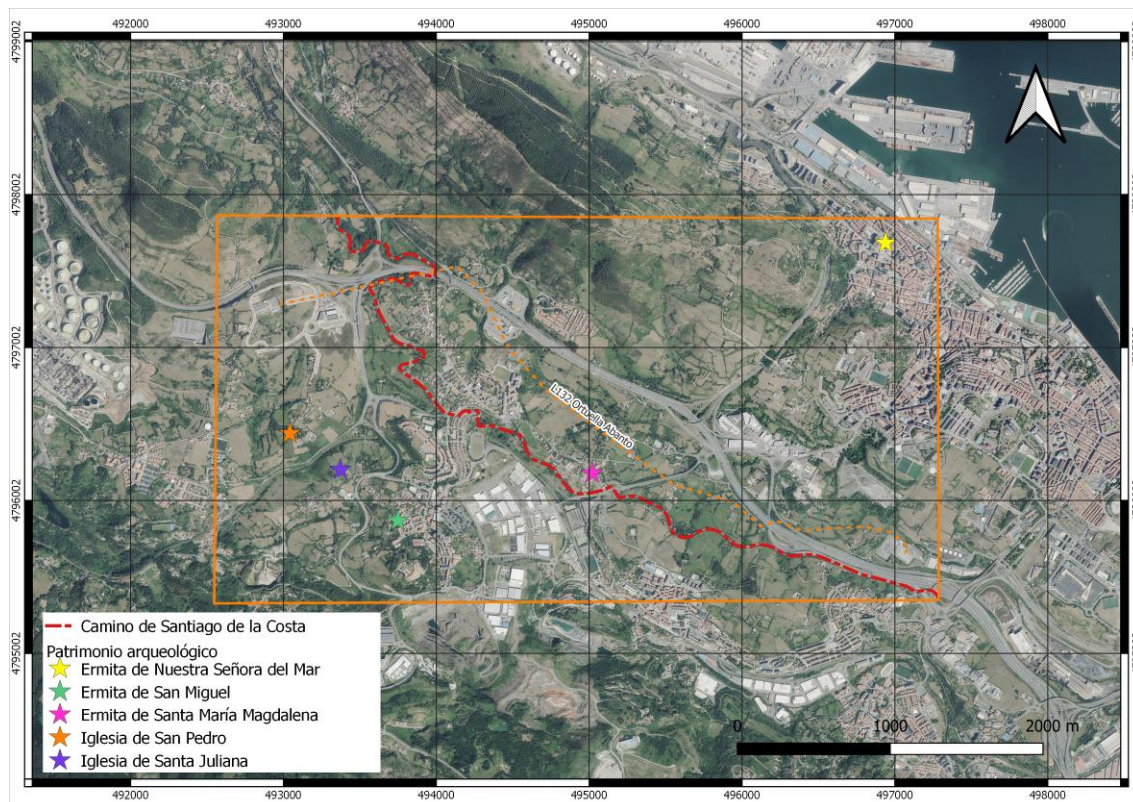 492000 493000 494000 495000 496000 497000 498000
4799002
4798002
4797002
4796002
4795002
L132 Ortuella Abanto
Camino de Santiago de la Costa
Patrimonio arqueológico
Ermita de Nuestra Señora del Mar
Ermita de San Miguel
Ermita de Santa María Magdalena
Iglesia de San Pedro
Iglesia de Santa Juliana
0 1000 2000 m
492000 493000 494000 495000 496000 497000 498000